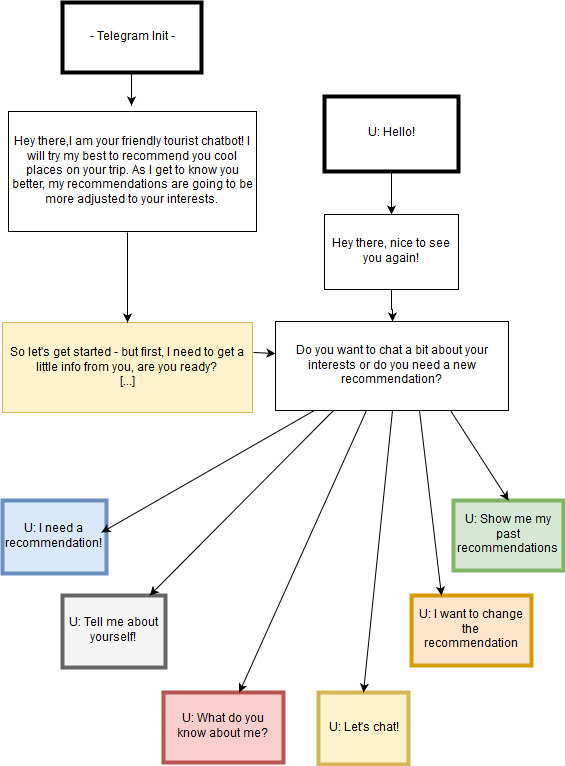 - Telegram Init -
Hey there,I am your friendly tourist chatbot! I
will try my best to recommend you cool
places on your trip. As I get to know you
better, my recommendations are going to be
more adjusted to your interests.
U: Hello!
Hey there, nice to see
you again!
So let's get started - but first, I need to get a
little info from you, are you ready?
[...]
Do you want to chat a bit about your
interests or do you need a new
recommendation?
U: I need a
recommendation!
U: Show me my
past
recommendations
U: Tell me about
yourself!
U: I want to change
the
recommendation
U: What do you
know about me?
U: Let's chat!